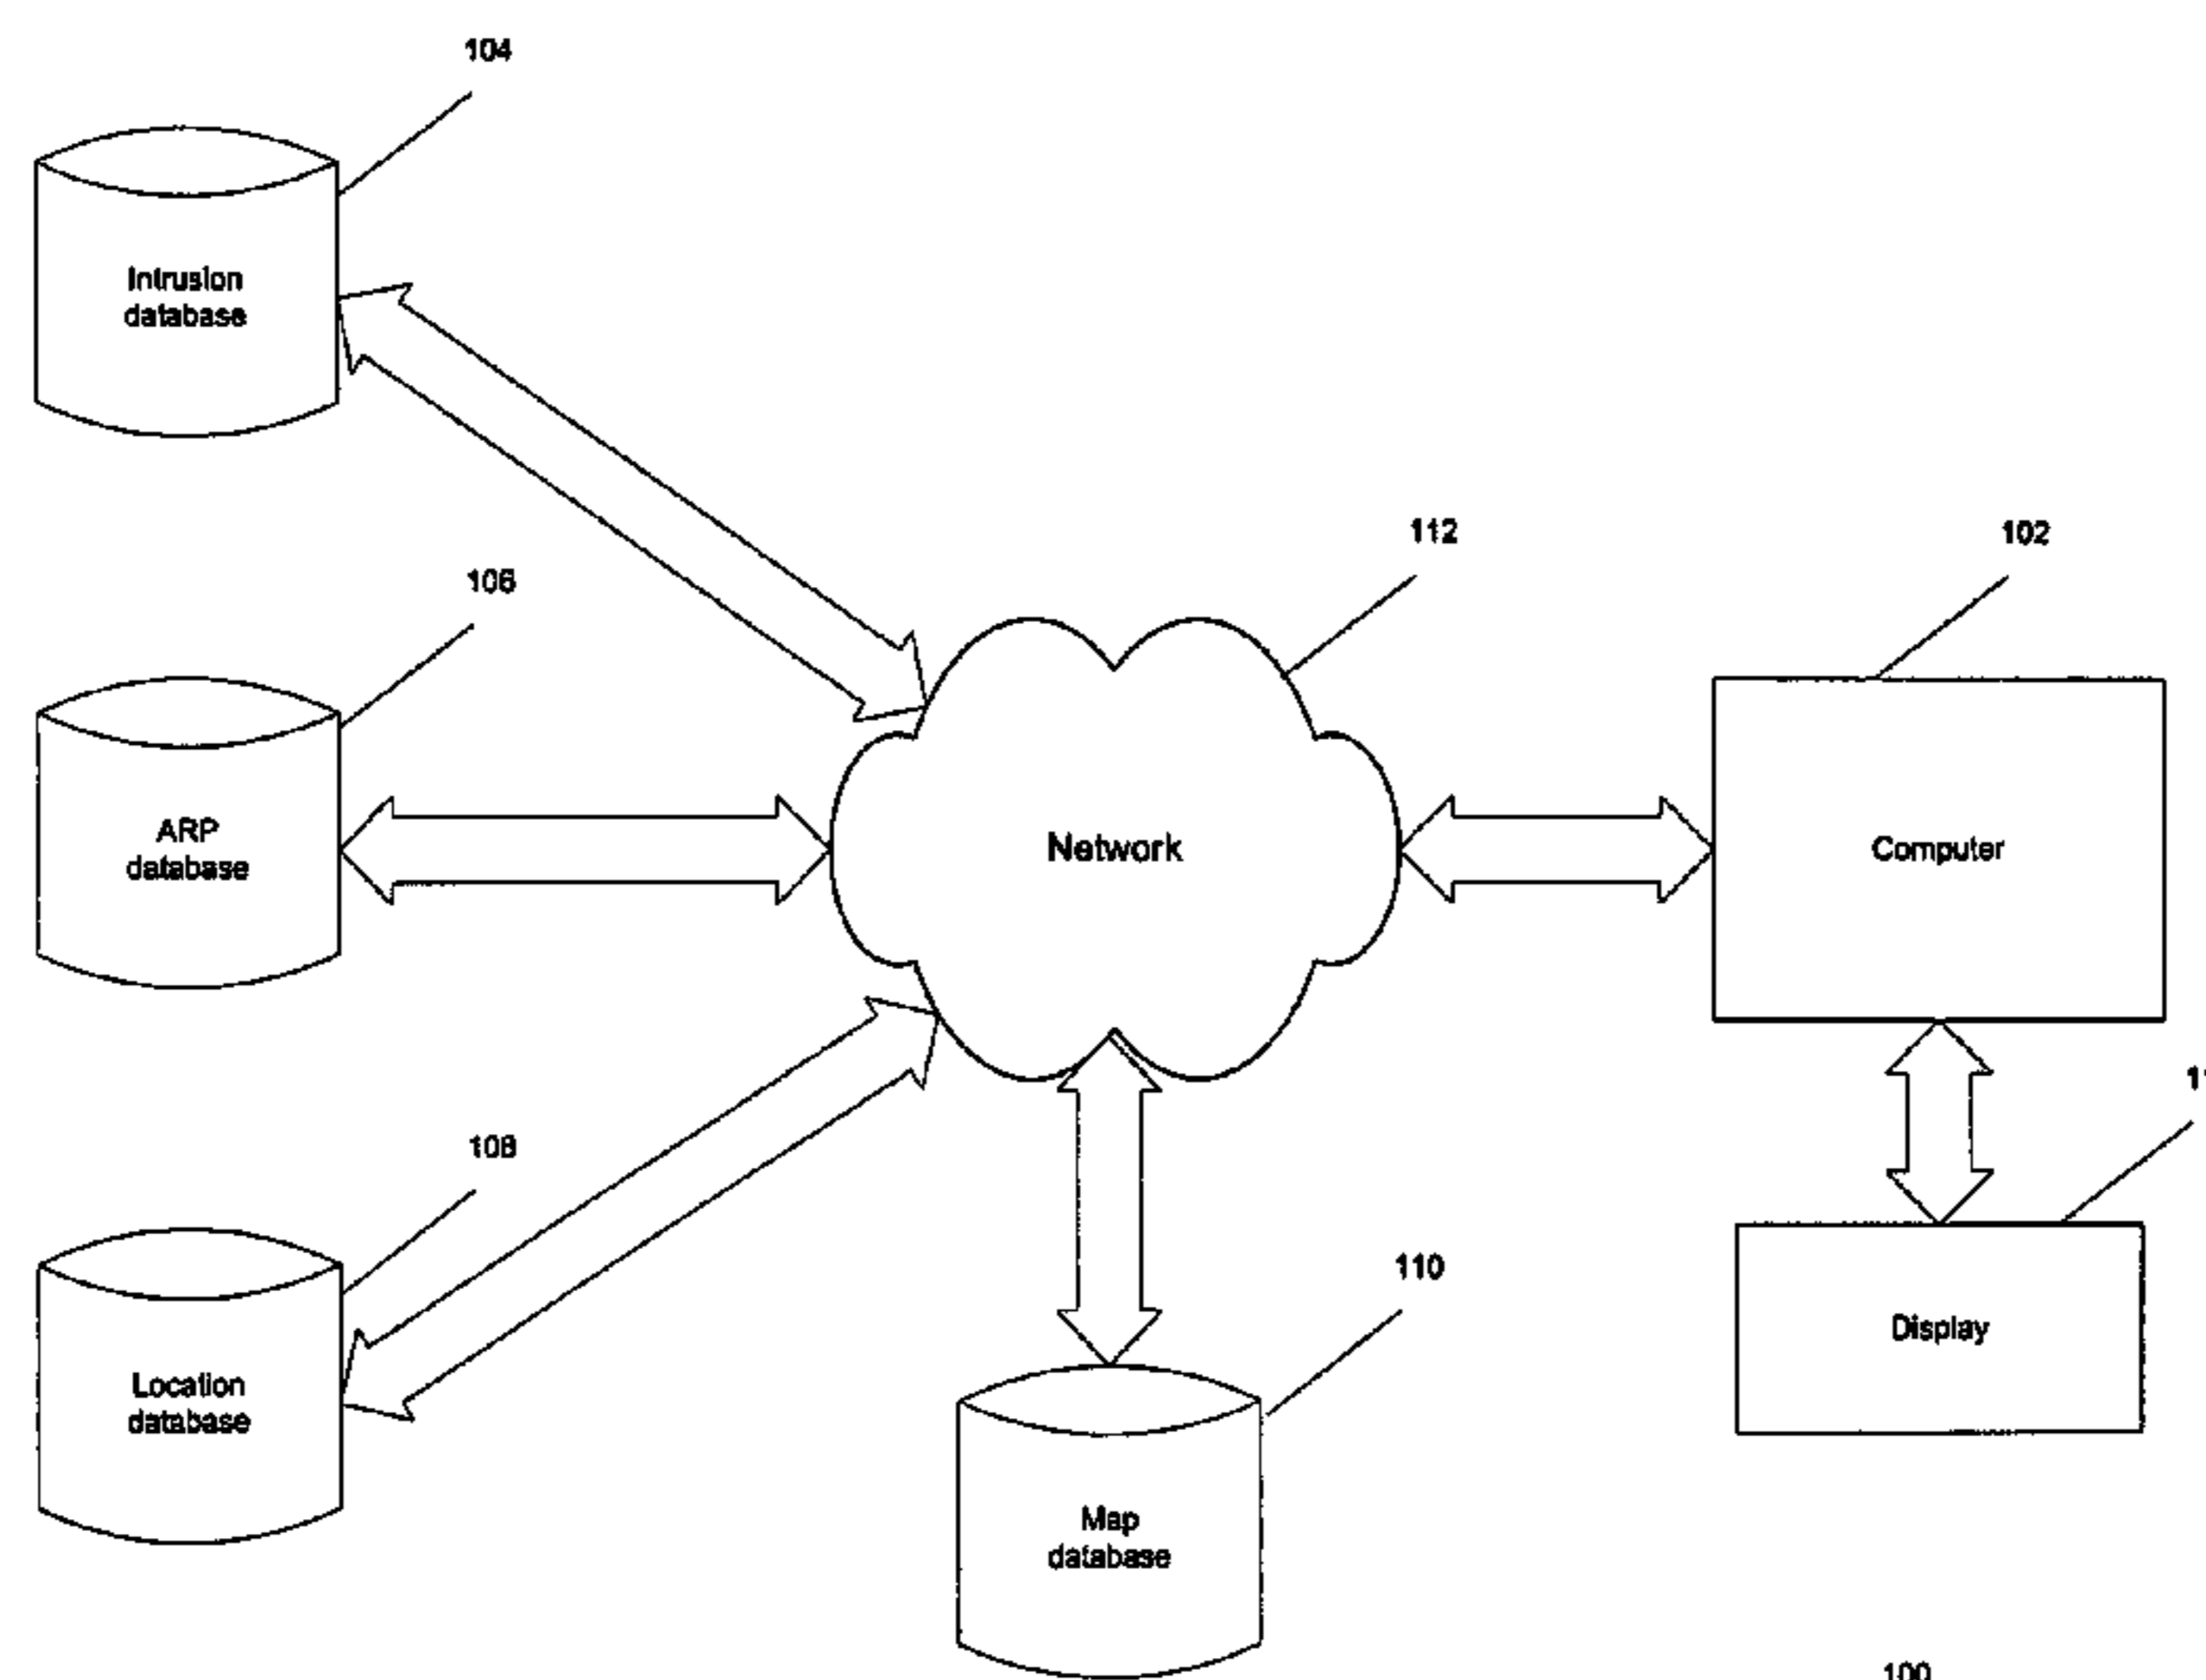 104
Intrusion
database
112
102
106
ARP
database
Network
Computer
108
Location
database
110
Display
Map
database
100